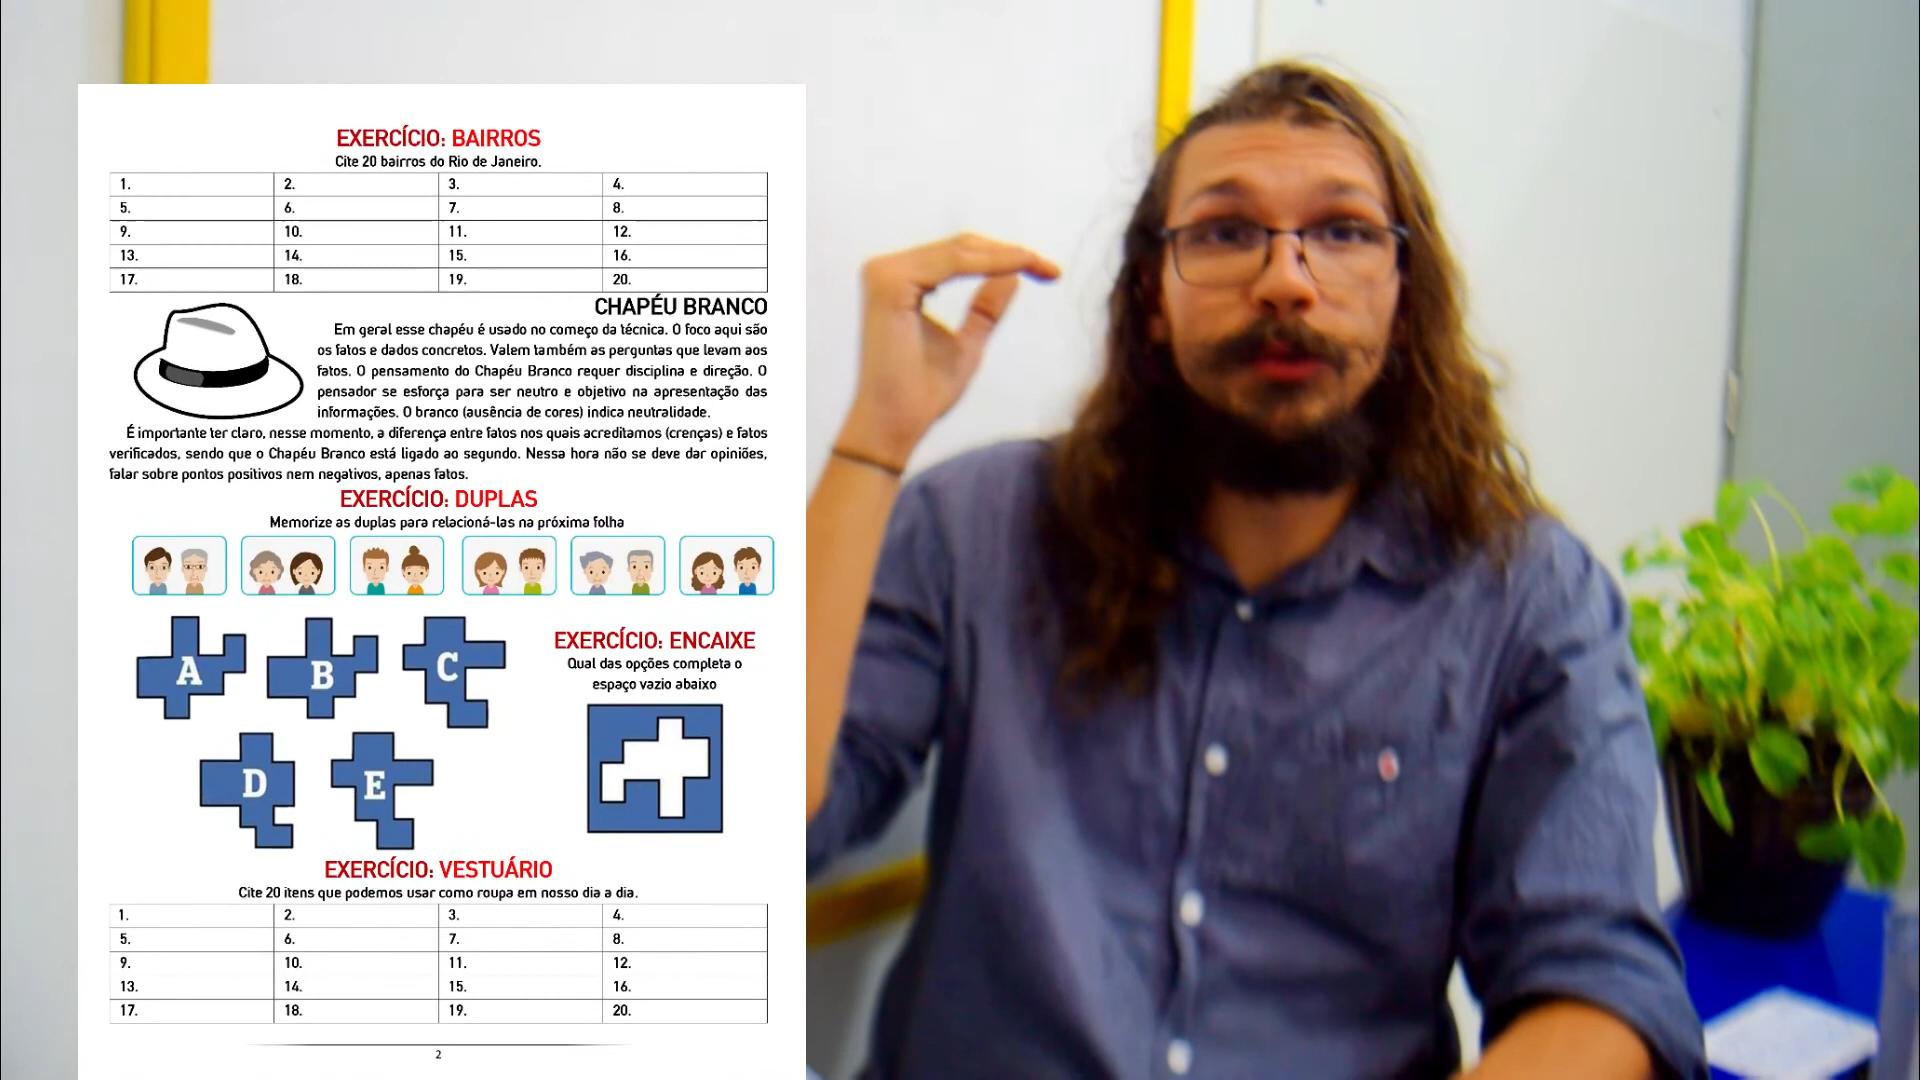 EXERCÍCIO: BAIRROS
Cite 20 bairros do Rio de Janeiro.
1. 2. 3. 4.
5. 6. 7. 8.
9. 10. 11. 12.
13. 14. 15. 16.
17. 18. 19. 20.
CHAPÉU BRANCO
Em geral esse chapéu é usado no começo da técnica. O foco aqui são
os fatos e dados concretos. Valem também as perguntas que levam aos
fatos. O pensamento do Chapéu Branco requer disciplina e direção. O
pensador se esforça para ser neutro e objetivo na apresentação das
informações. O branco (ausência de cores) indica neutralidade.
É importante ter claro, nesse momento, a diferença entre fatos nos quais acreditamos (crenças) e fatos
verificados, sendo que o Chapéu Branco está ligado ao segundo. Nessa hora não se deve dar opiniões,
falar sobre pontos positivos nem negativos, apenas fatos.
EXERCÍCIO: DUPLAS
Memorize as duplas para relacioná-las na próxima folha
A B C
D E
EXERCÍCIO: ENCAIXE
Qual das opções completa o
espaço vazio abaixo
EXERCÍCIO: VESTUÁRIO
Cite 20 itens que podemos usar como roupa em nosso dia a dia.
1. 2. 3. 4.
5. 6. 7. 8.
9. 10. 11. 12.
13. 14. 15. 16.
17. 18. 19. 20.
2